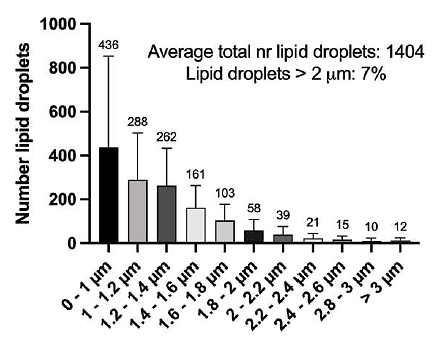 1000
800
600
400
200
0
Number lipid droplets
Average total nr lipid droplets: 1404
Lipid droplets > 2 µm: 7%
436
288
262
161
103
58
39
21
15
10
12
0 - 1 µm
1 - 1.2 µm
1.2 - 1.4 µm
1.4 - 1.6 µm
1.6 - 1.8 µm
1.8 - 2 µm
2 - 2.2 µm
2.2 - 2.4 µm
2.4 - 2.6 µm
2.8 - 3 µm
> 3 µm